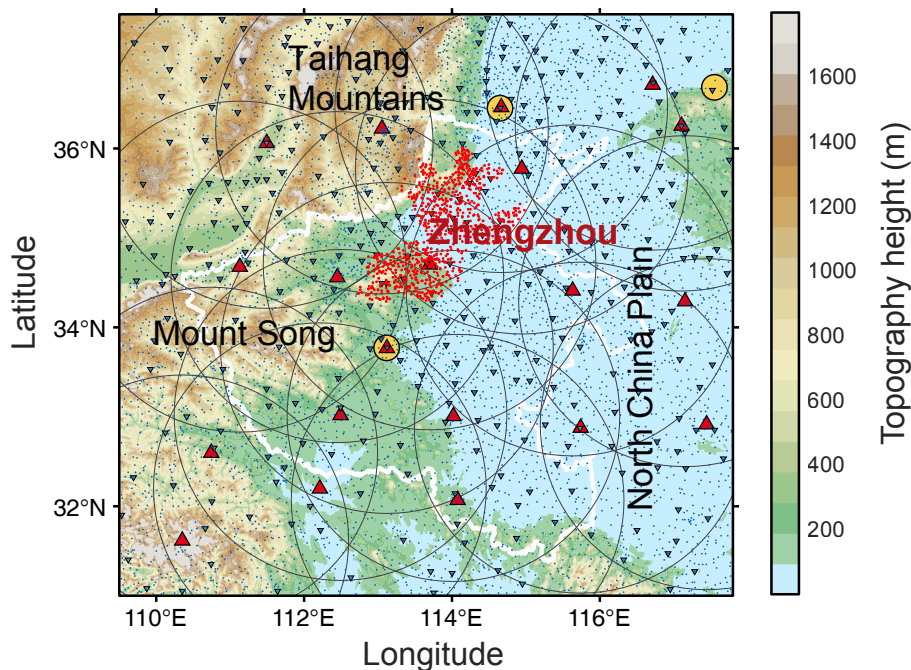 Taihang
Mountains
Zhengzhou
Mount Song
North China Plain
36°N
34°N
32°N
Latitude
110°E
112°E
114°E
116°E
Longitude
1600
1400
1200
1000
800
600
400
200
Topography height (m)